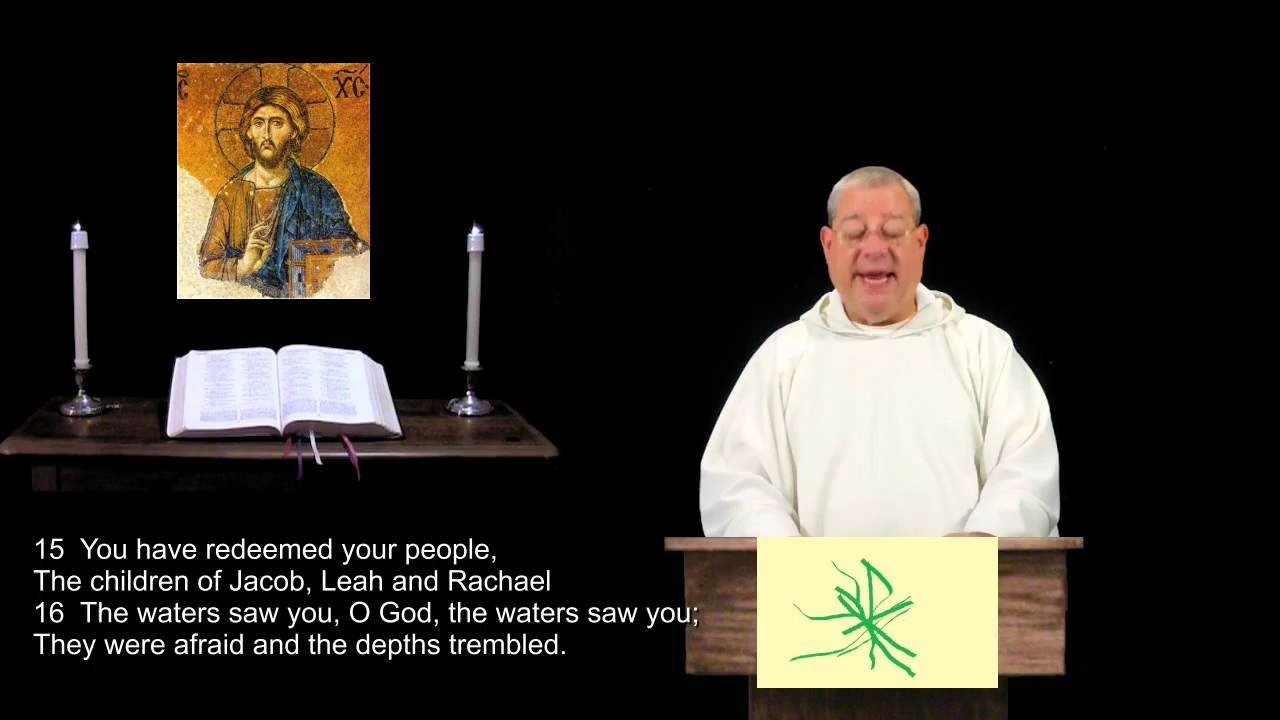 ΧC
15 You have redeemed your people,
The children of Jacob, Leah and Rachael
16 The waters saw you, O God, the waters saw you;
They were afraid and the depths trembled.